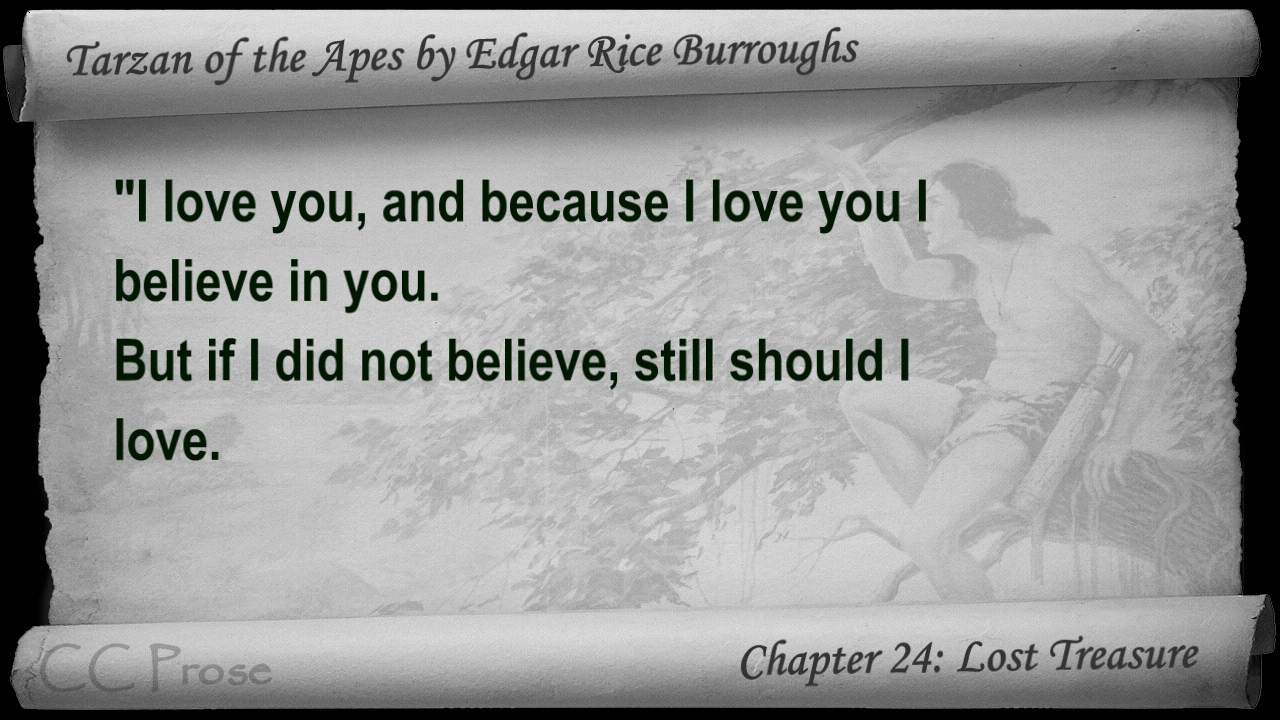 Tarzan of the Apes by Edgar Rice Burroughs
"I love you, and because I love you I
believe in you.
But if I did not believe, still should I
love.
CC Prose
Chapter 24: Lost Treasure